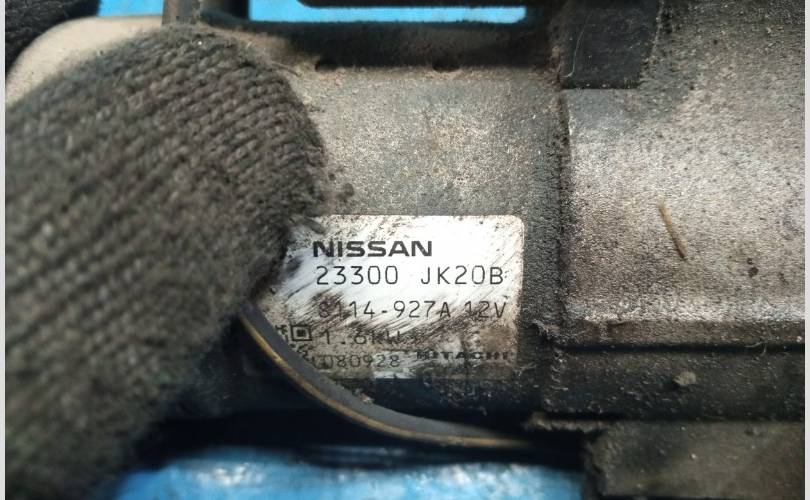 NISSAN
23300 JK20B
S114-927A 12V
1.6kW
080928 HITACHI